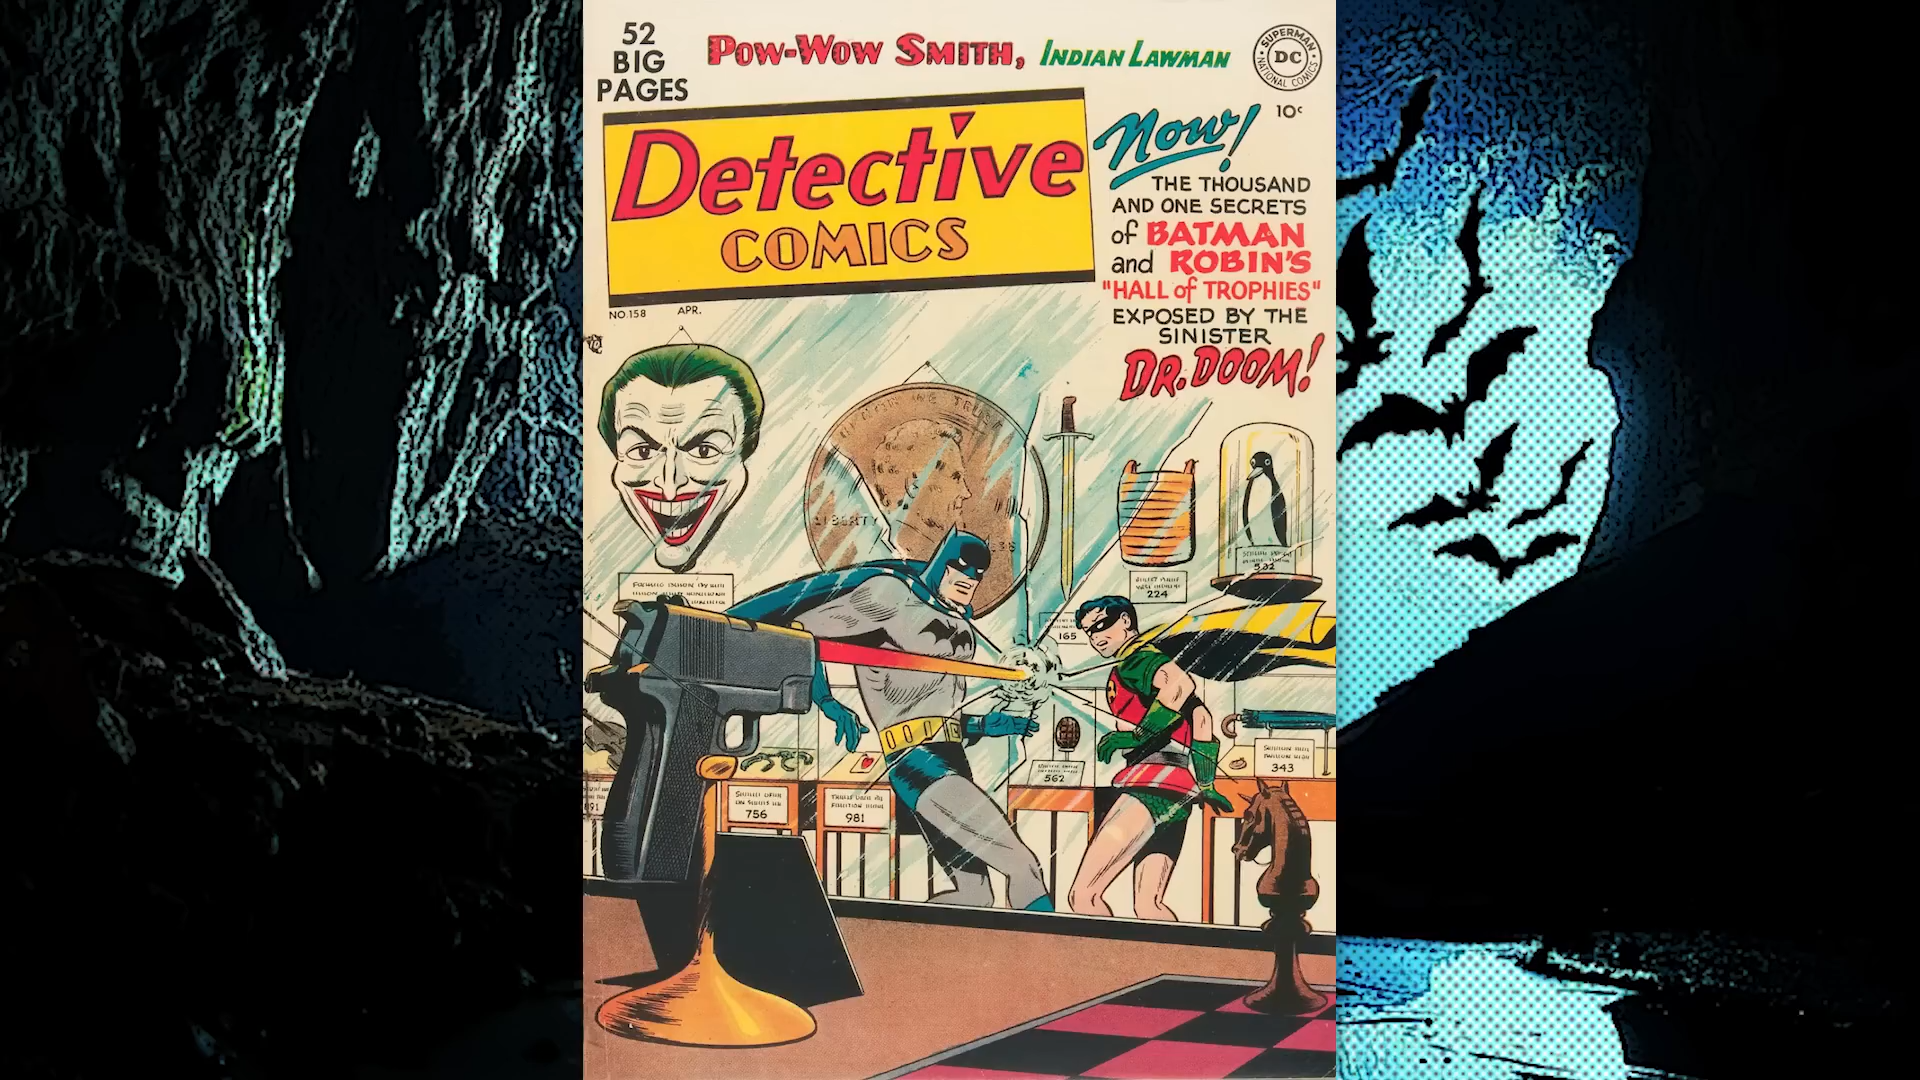 52
BIG
PAGES
POW-WOW SMITH, INDIAN LAWMAN
SUPERMAN
DC
NATIONAL COMICS
10¢
Detective
COMICS
Now!
THE THOUSAND
AND ONE SECRETS
of BATMAN
and ROBIN'S
"HALL of TROPHIES"
EXPOSED BY THE
SINISTER
DR. DOOM!
NO.158 APR.
LIBERTY
532
224
165
562
343
756
981